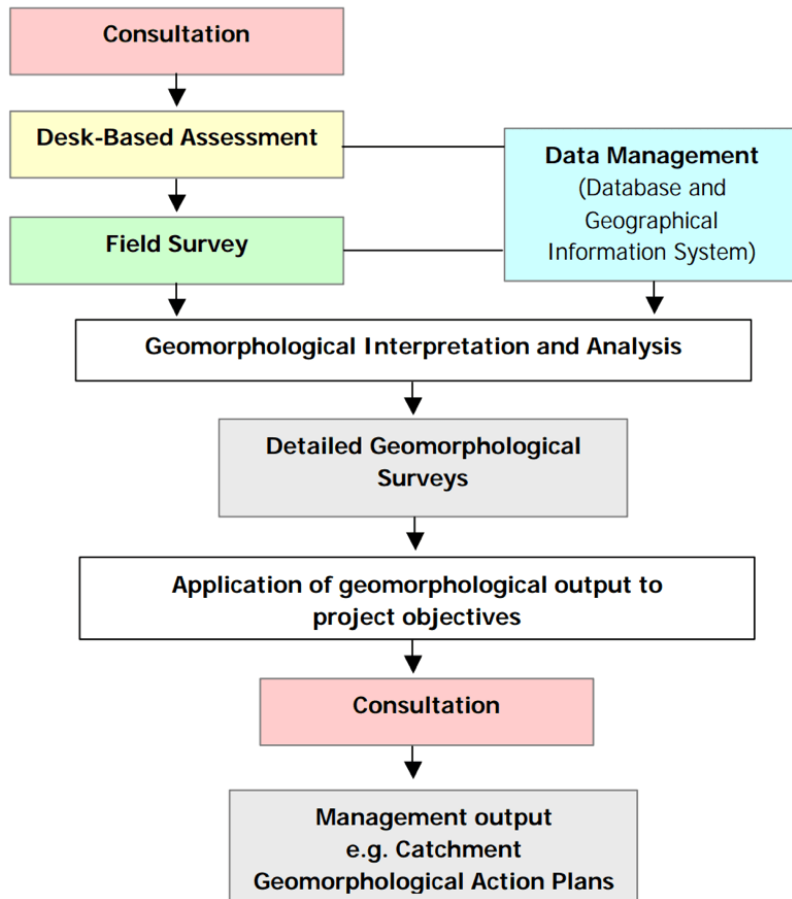 Consultation
Desk-Based Assessment
Data Management
(Database and
Geographical
Information System)
Field Survey
Geomorphological Interpretation and Analysis
Detailed Geomorphological
Surveys
Application of geomorphological output to
project objectives
Consultation
Management output
e.g. Catchment
Geomorphological Action Plans